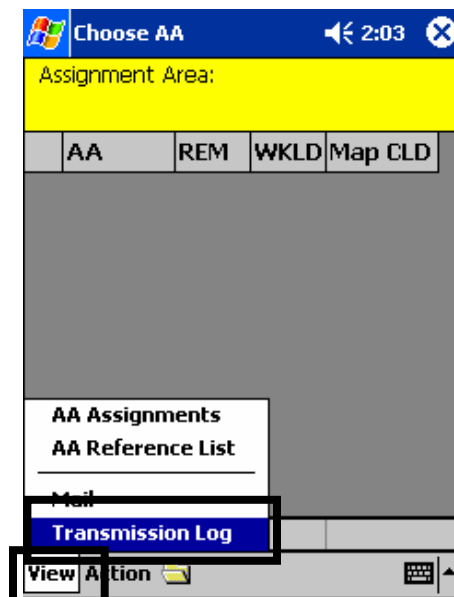 Choose AA 2:03
Assignment Area:
AA REM WKLD Map CLD
AA Assignments
AA Reference List
Mail
Transmission Log
View Action